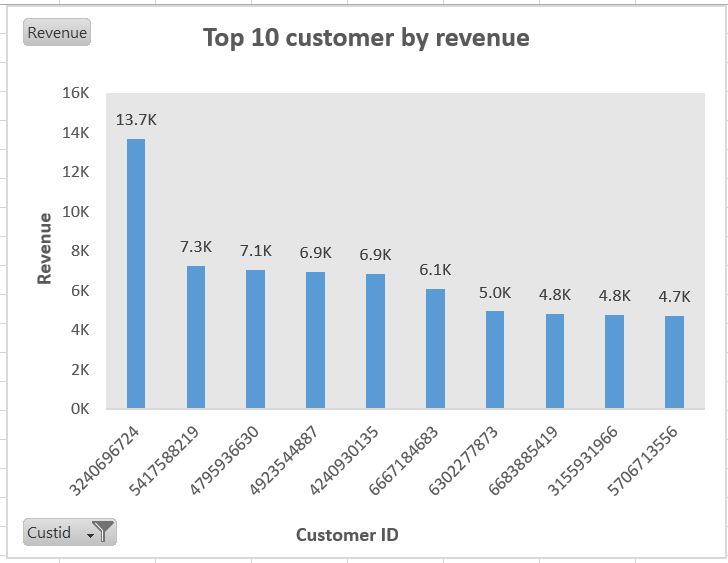 Revenue
Top 10 customer by revenue
16K
14K
12K
10K
8K
6K
4K
2K
0K
Revenue
13.7K
7.3K
7.1K
6.9K
6.9K
6.1K
5.0K
4.8K
4.8K
4.7K
3240696724
5417588219
4795936630
4923544887
4240930135
6667184683
6302277873
6683885419
3155931966
5706713556
Custid
Customer ID